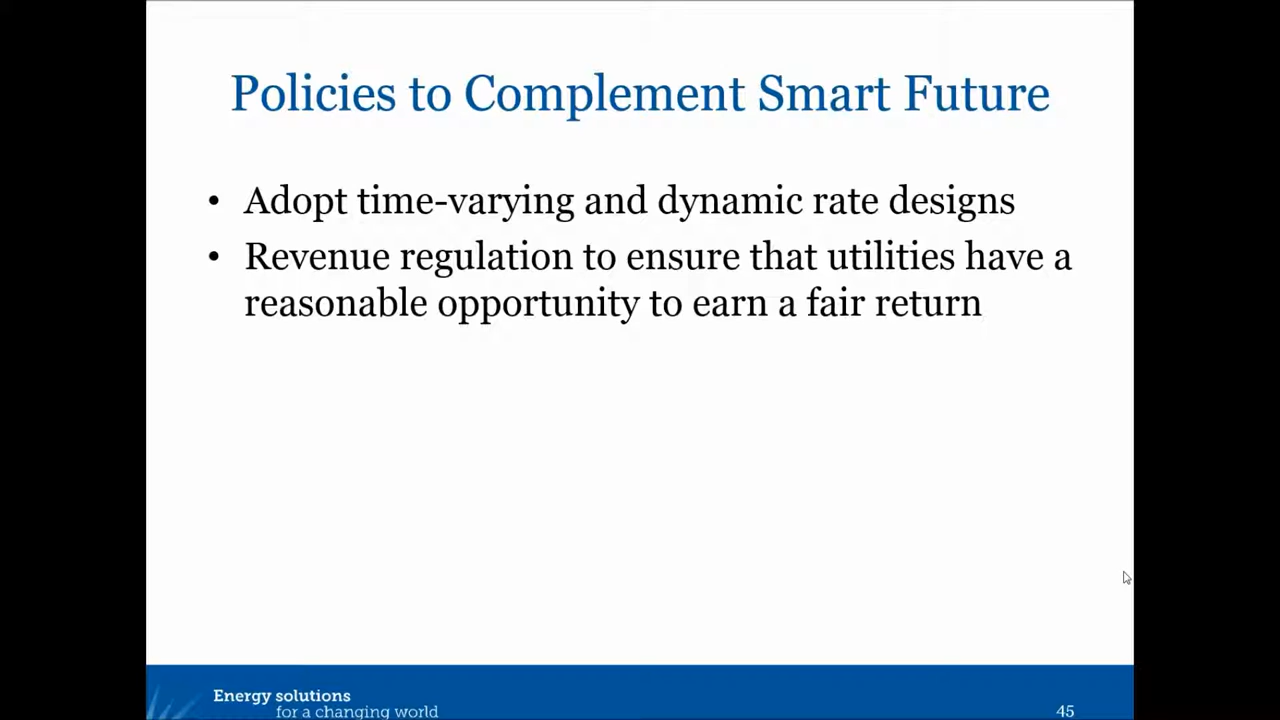 Policies to Complement Smart Future
• Adopt time-varying and dynamic rate designs
• Revenue regulation to ensure that utilities have a
reasonable opportunity to earn a fair return
Energy solutions
for a changing world
45